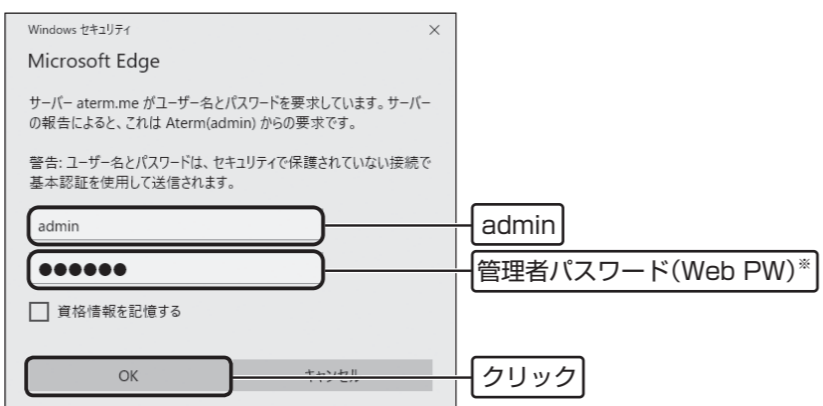 Windows セキュリティ
×
Microsoft Edge
サーバー aterm.me がユーザー名とパスワードを要求しています。サーバー
の報告によると、これは Aterm(admin) からの要求です。
警告: ユーザー名とパスワードは、セキュリティで保護されていない接続で
基本認証を使用して送信されます。
admin
admin
●●●●●●
管理者パスワード(Web PW)※
資格情報を記憶する
OK
キャンセル
クリック